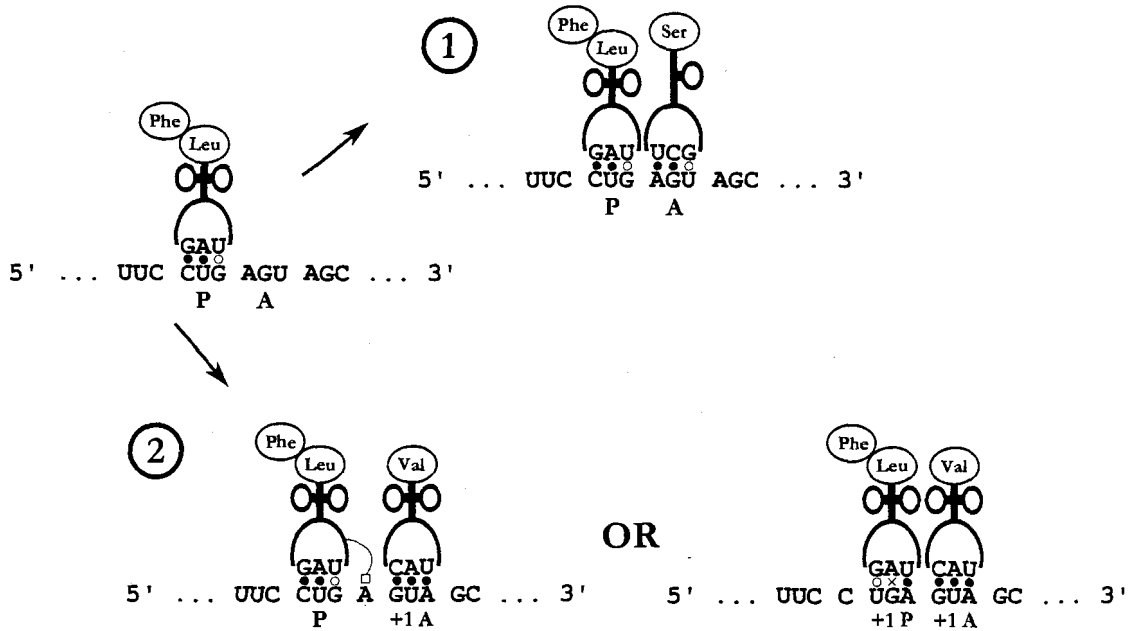 1
Phe Leu Ser
GAU UCG
5' ... UUC CUG AGU AGC ... 3'
P A
Phe Leu
GAU
5' ... UUC CUG AGU AGC ... 3'
P A
2
Phe Leu Val
GAU CAU
5' ... UUC CUG A GUA GC ... 3'
P +1 A
OR
Phe Leu Val
GAU CAU
5' ... UUC C UGA GUA GC ... 3'
+1 P +1 A